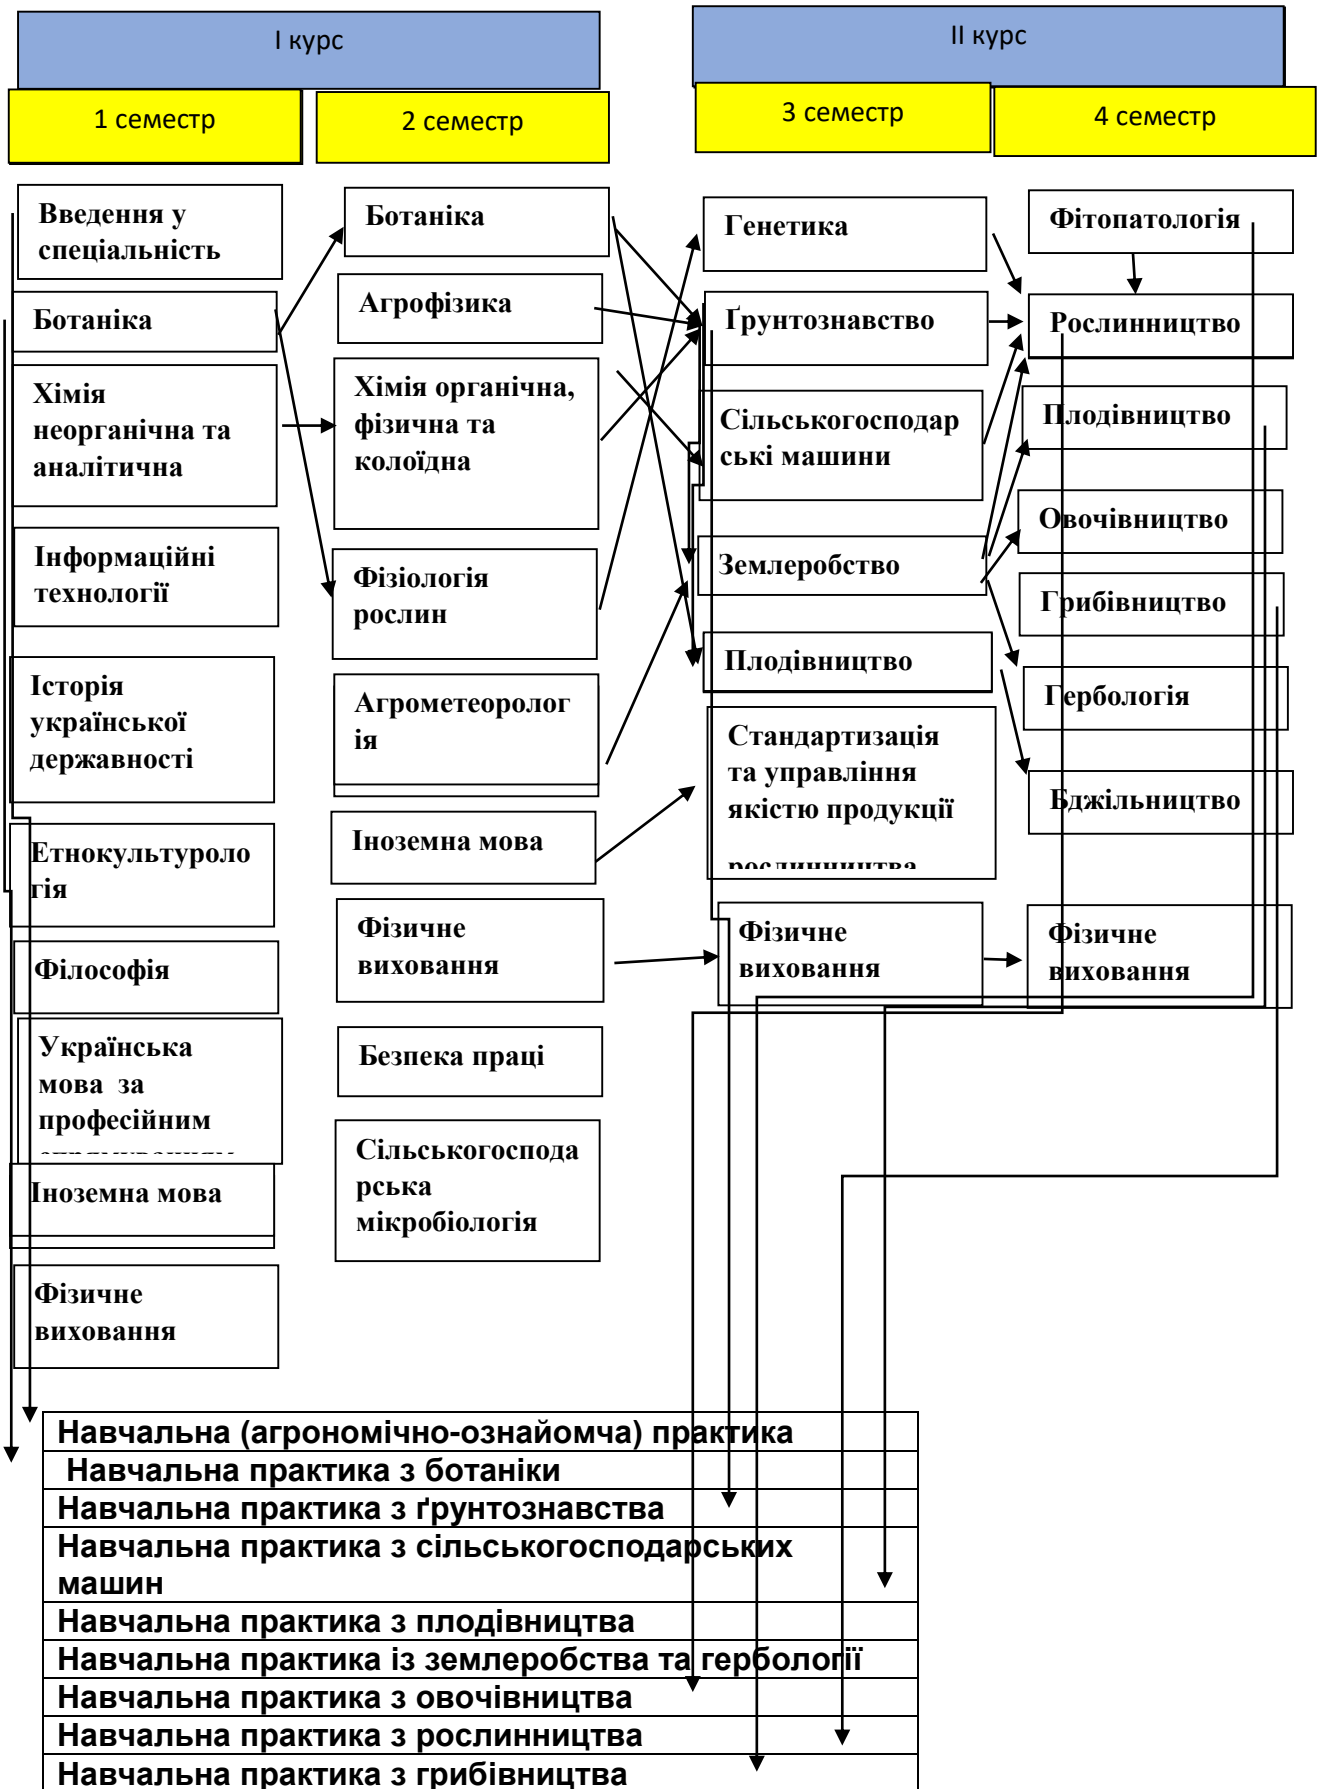 І курс
ІІ курс
1 семестр
2 семестр
3 семестр
4 семестр
Введення у
спеціальність
Ботаніка
Хімія
неорганічна та
аналітична
Інформаційні
технології
Історія
української
державності
Етнокультуроло
гія
Філософія
Українська
мова за
професійним
Іноземна мова
Фізичне
виховання
Ботаніка
Агрофізика
Хімія органічна,
фізична та
колоїдна
Фізіологія
рослин
Агрометеоролог
ія
Іноземна мова
Фізичне
виховання
Безпека праці
Сільськогоспода
рська
мікробіологія
Генетика
Ґрунтознавство
Сільськогосподар
ські машини
Землеробство
Плодівництво
Стандартизація
та управління
якістю продукції
рослинництва
Фізичне
виховання
Фітопатологія
Рослинництво
Плодівництво
Овочівництво
Грибівництво
Гербологія
Бджільництво
Фізичне
виховання
Навчальна (агрономічно-ознайомча) практика
Навчальна практика з ботаніки
Навчальна практика з ґрунтознавства
Навчальна практика з сільськогосподарських
машин
Навчальна практика з плодівництва
Навчальна практика із землеробства та гербології
Навчальна практика з овочівництва
Навчальна практика з рослинництва
Навчальна практика з грибівництва